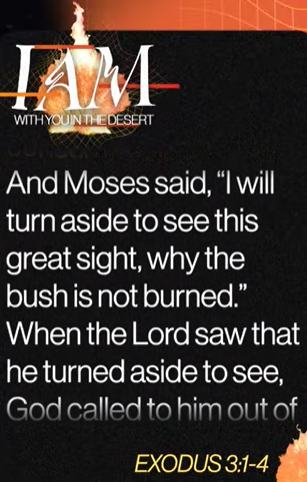 I AM
WITH YOU IN THE DESERT
And Moses said, “I will
turn aside to see this
great sight, why the
bush is not burned.”
When the Lord saw that
he turned aside to see,
God called to him out of
EXODUS 3:1-4